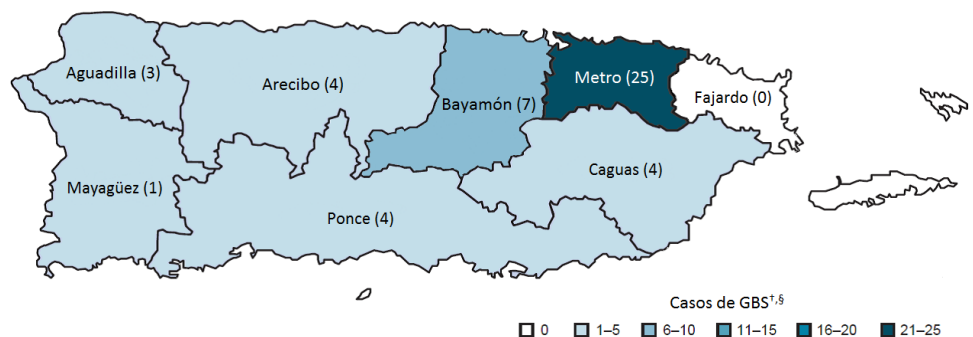 Aguadilla (3)
Arecibo (4)
Bayamón (7)
Metro (25)
Fajardo (0)
Mayagüez (1)
Ponce (4)
Caguas (4)
Casos de GBS†,§
0 1–5 6–10 11–15 16–20 21–25